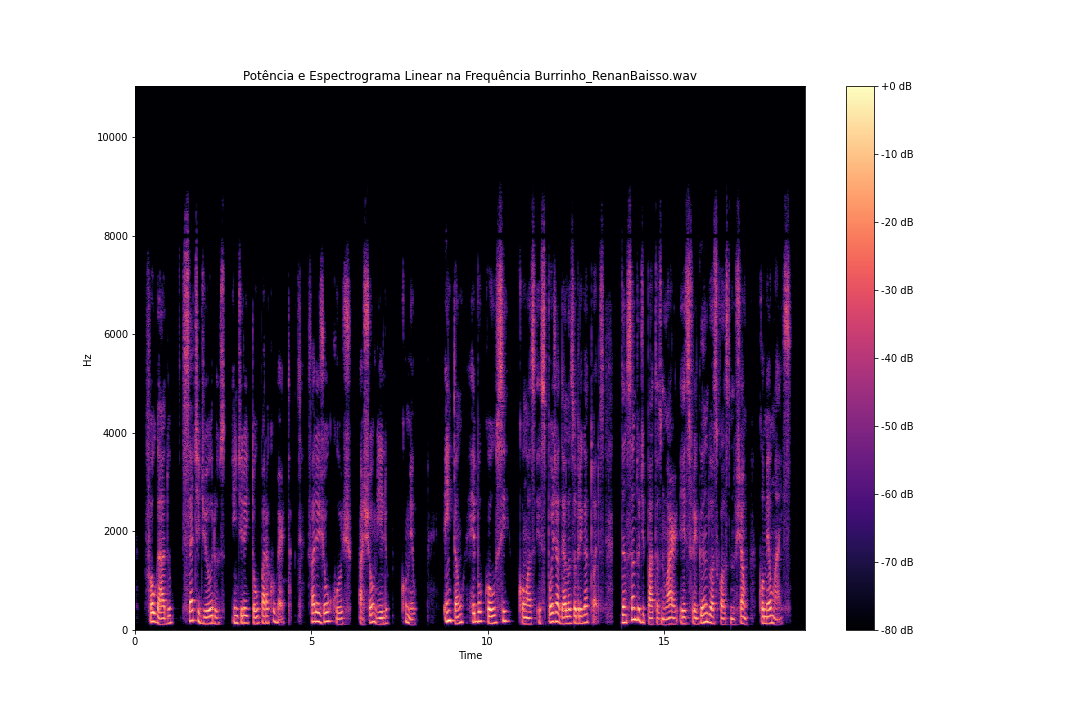 Potência e Espectrograma Linear na Frequência Burrinho_RenanBaisso.wav
Hz
10000
8000
6000
4000
2000
0
0 5 10 15
Time
+0 dB
-10 dB
-20 dB
-30 dB
-40 dB
-50 dB
-60 dB
-70 dB
-80 dB